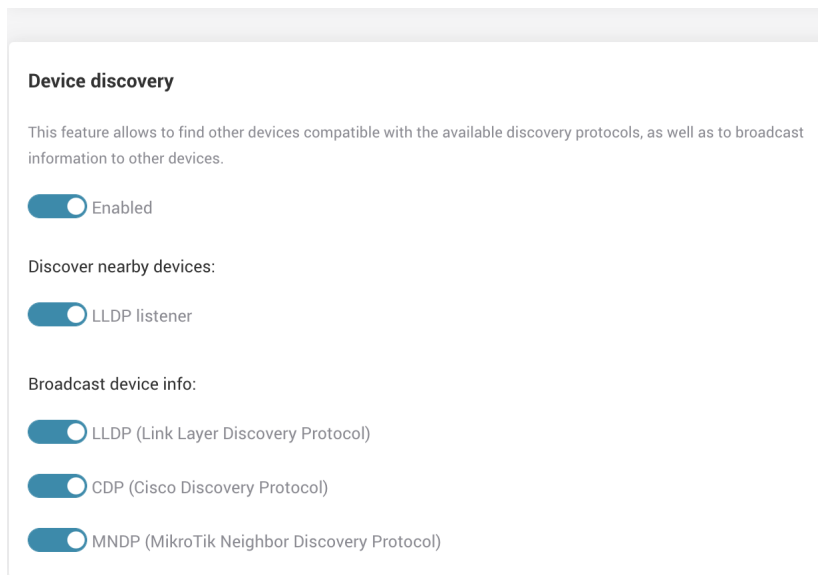 Device discovery
This feature allows to find other devices compatible with the available discovery protocols, as well as to broadcast
information to other devices.
Enabled
Discover nearby devices:
LLDP listener
Broadcast device info:
LLDP (Link Layer Discovery Protocol)
CDP (Cisco Discovery Protocol)
MNDP (MikroTik Neighbor Discovery Protocol)